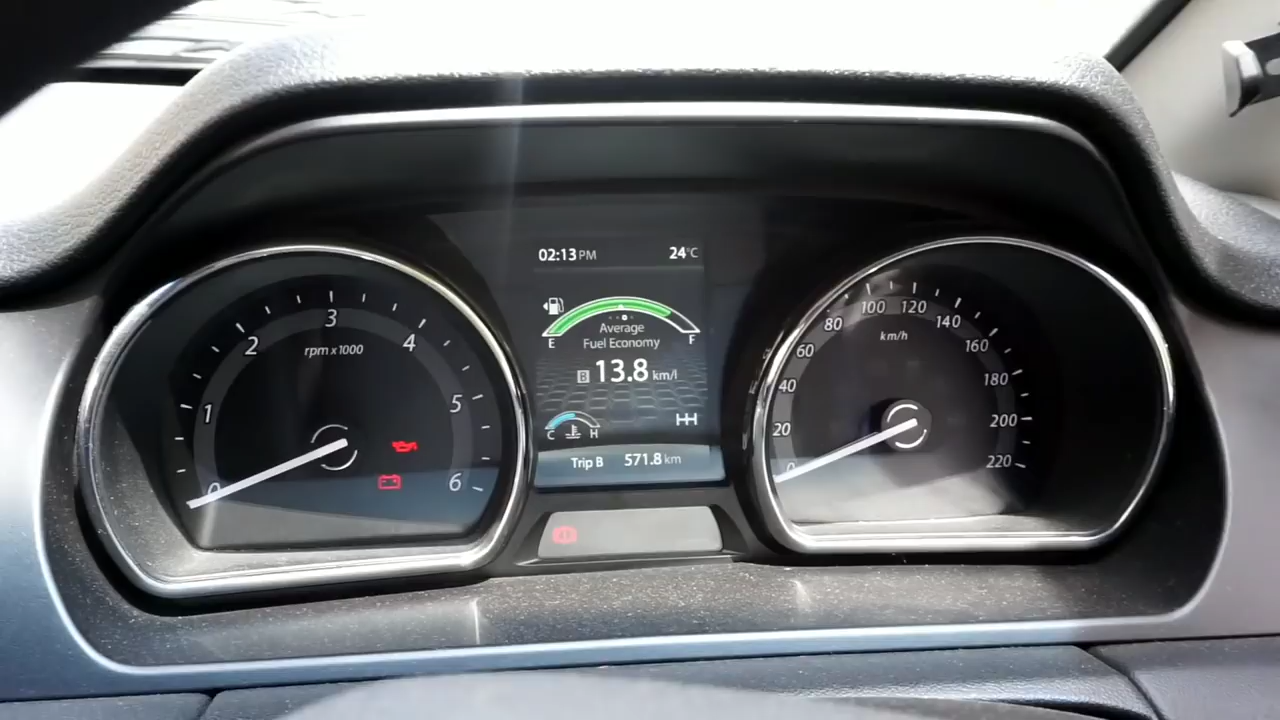 02:13 PM 24°C
E F
Average
Fuel Economy
B 13.8 km/l
C H
Trip B 571.8 km
0 1 2 3 4 5 6
rpm x 1000
0 20 40 60 80 100 120 140 160 180 200 220
km/h